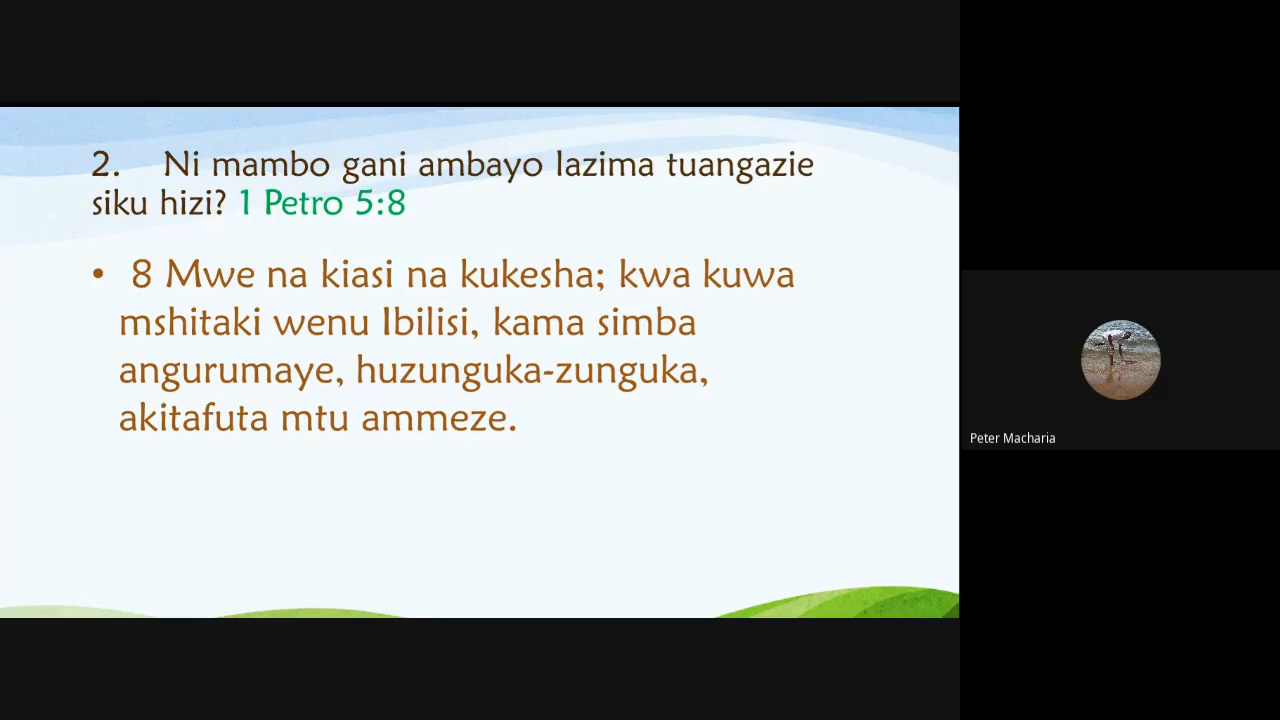 2. Ni mambo gani ambayo lazima tuangazie
siku hizi? 1 Petro 5:8
• 8 Mwe na kiasi na kukesha; kwa kuwa
mshitaki wenu Ibilisi, kama simba
angurumaye, huzunguka-zunguka,
akitafuta mtu ammeze.
Peter Macharia